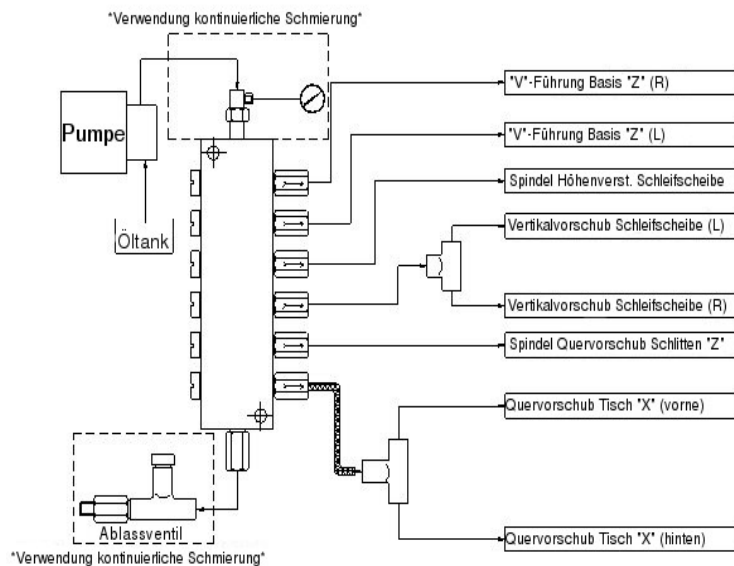 *Verwendung kontinuierliche Schmierung*
Pumpe
Öltank
"V"-Führung Basis "Z" (R)
"V"-Führung Basis "Z" (L)
Spindel Höhenverst. Schleifscheibe
Vertikalvorschub Schleifscheibe (L)
Vertikalvorschub Schleifscheibe (R)
Spindel Quervorschub Schlitten "Z"
Quervorschub Tisch "X" (vorne)
Quervorschub Tisch "X" (hinten)
Ablassventil
*Verwendung kontinuierliche Schmierung*